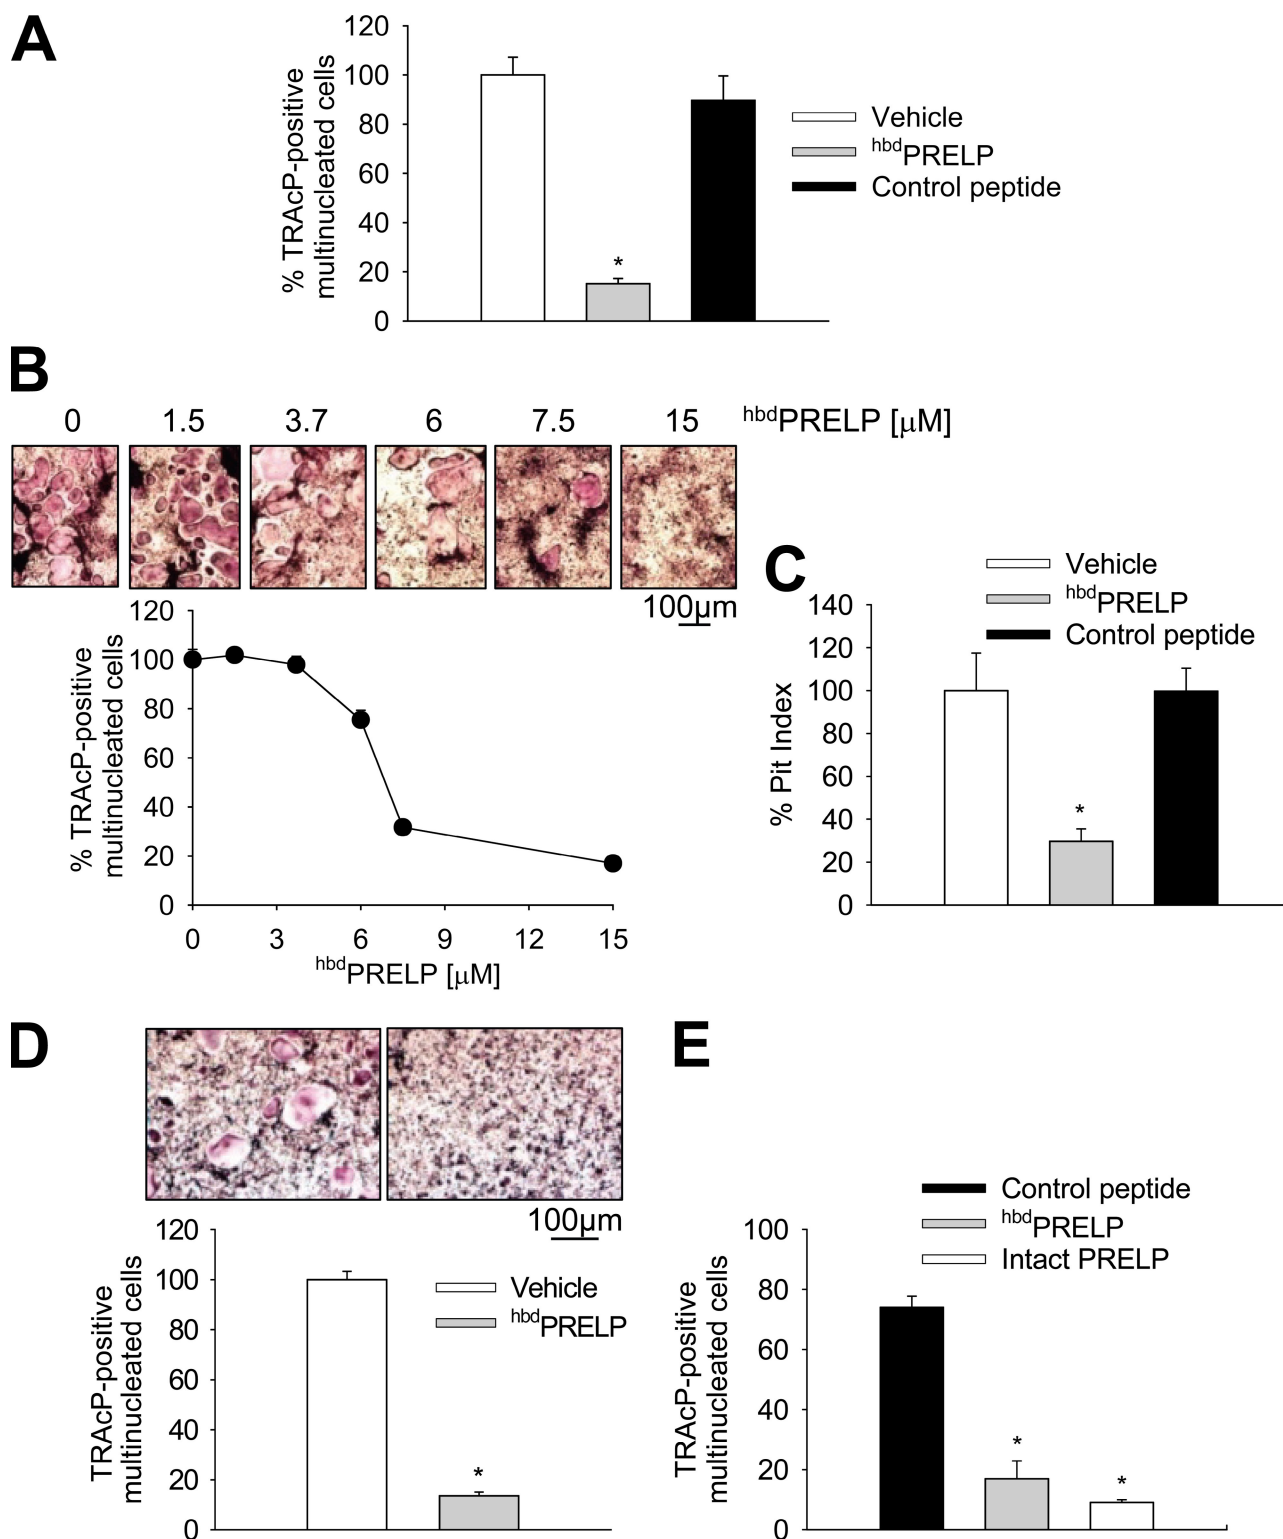 A
120
100
80
60
40
20
0
% TRAcP-positive
multinucleated cells
*
Vehicle
hbdPRELP
Control peptide
B
0 1.5 3.7 6 7.5 15 hbdPRELP [μM]
100μm
120
100
80
60
40
20
0
% TRAcP-positive
multinucleated cells
0 3 6 9 12 15
hbdPRELP [μM]
C
Vehicle
hbdPRELP
Control peptide
140
120
100
80
60
40
20
0
% Pit Index
*
D
100μm
120
100
80
60
40
20
0
TRAcP-positive
multinucleated cells
*
Vehicle
hbdPRELP
E
Control peptide
hbdPRELP
Intact PRELP
100
80
60
40
20
0
TRAcP-positive
multinucleated cells
*
*